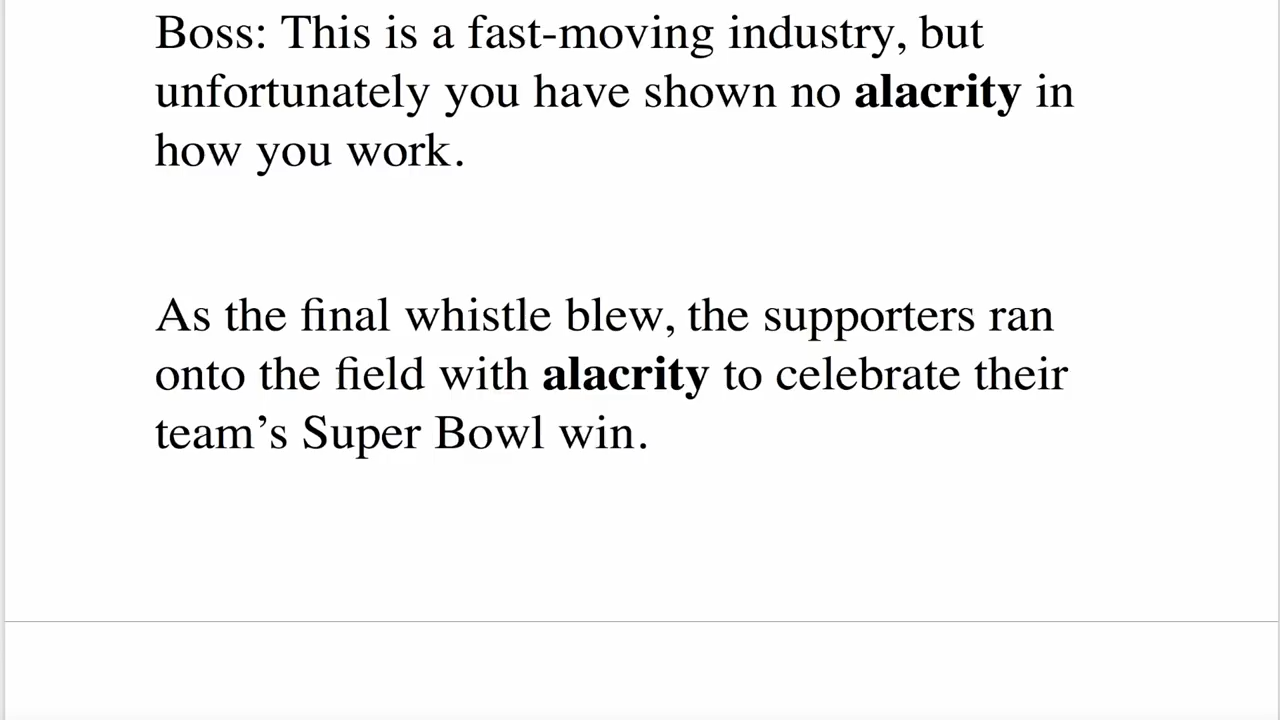 Boss: This is a fast-moving industry, but
unfortunately you have shown no alacrity in
how you work.
As the final whistle blew, the supporters ran
onto the field with alacrity to celebrate their
team’s Super Bowl win.